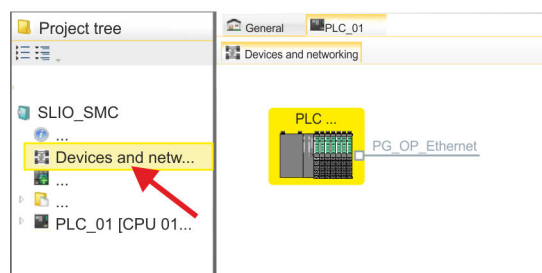 Project tree
General
PLC_01
Devices and networking
SLIO_SMC
...
Devices and netw...
...
...
PLC_01 [CPU 01...
PLC ...
PG_OP_Ethernet